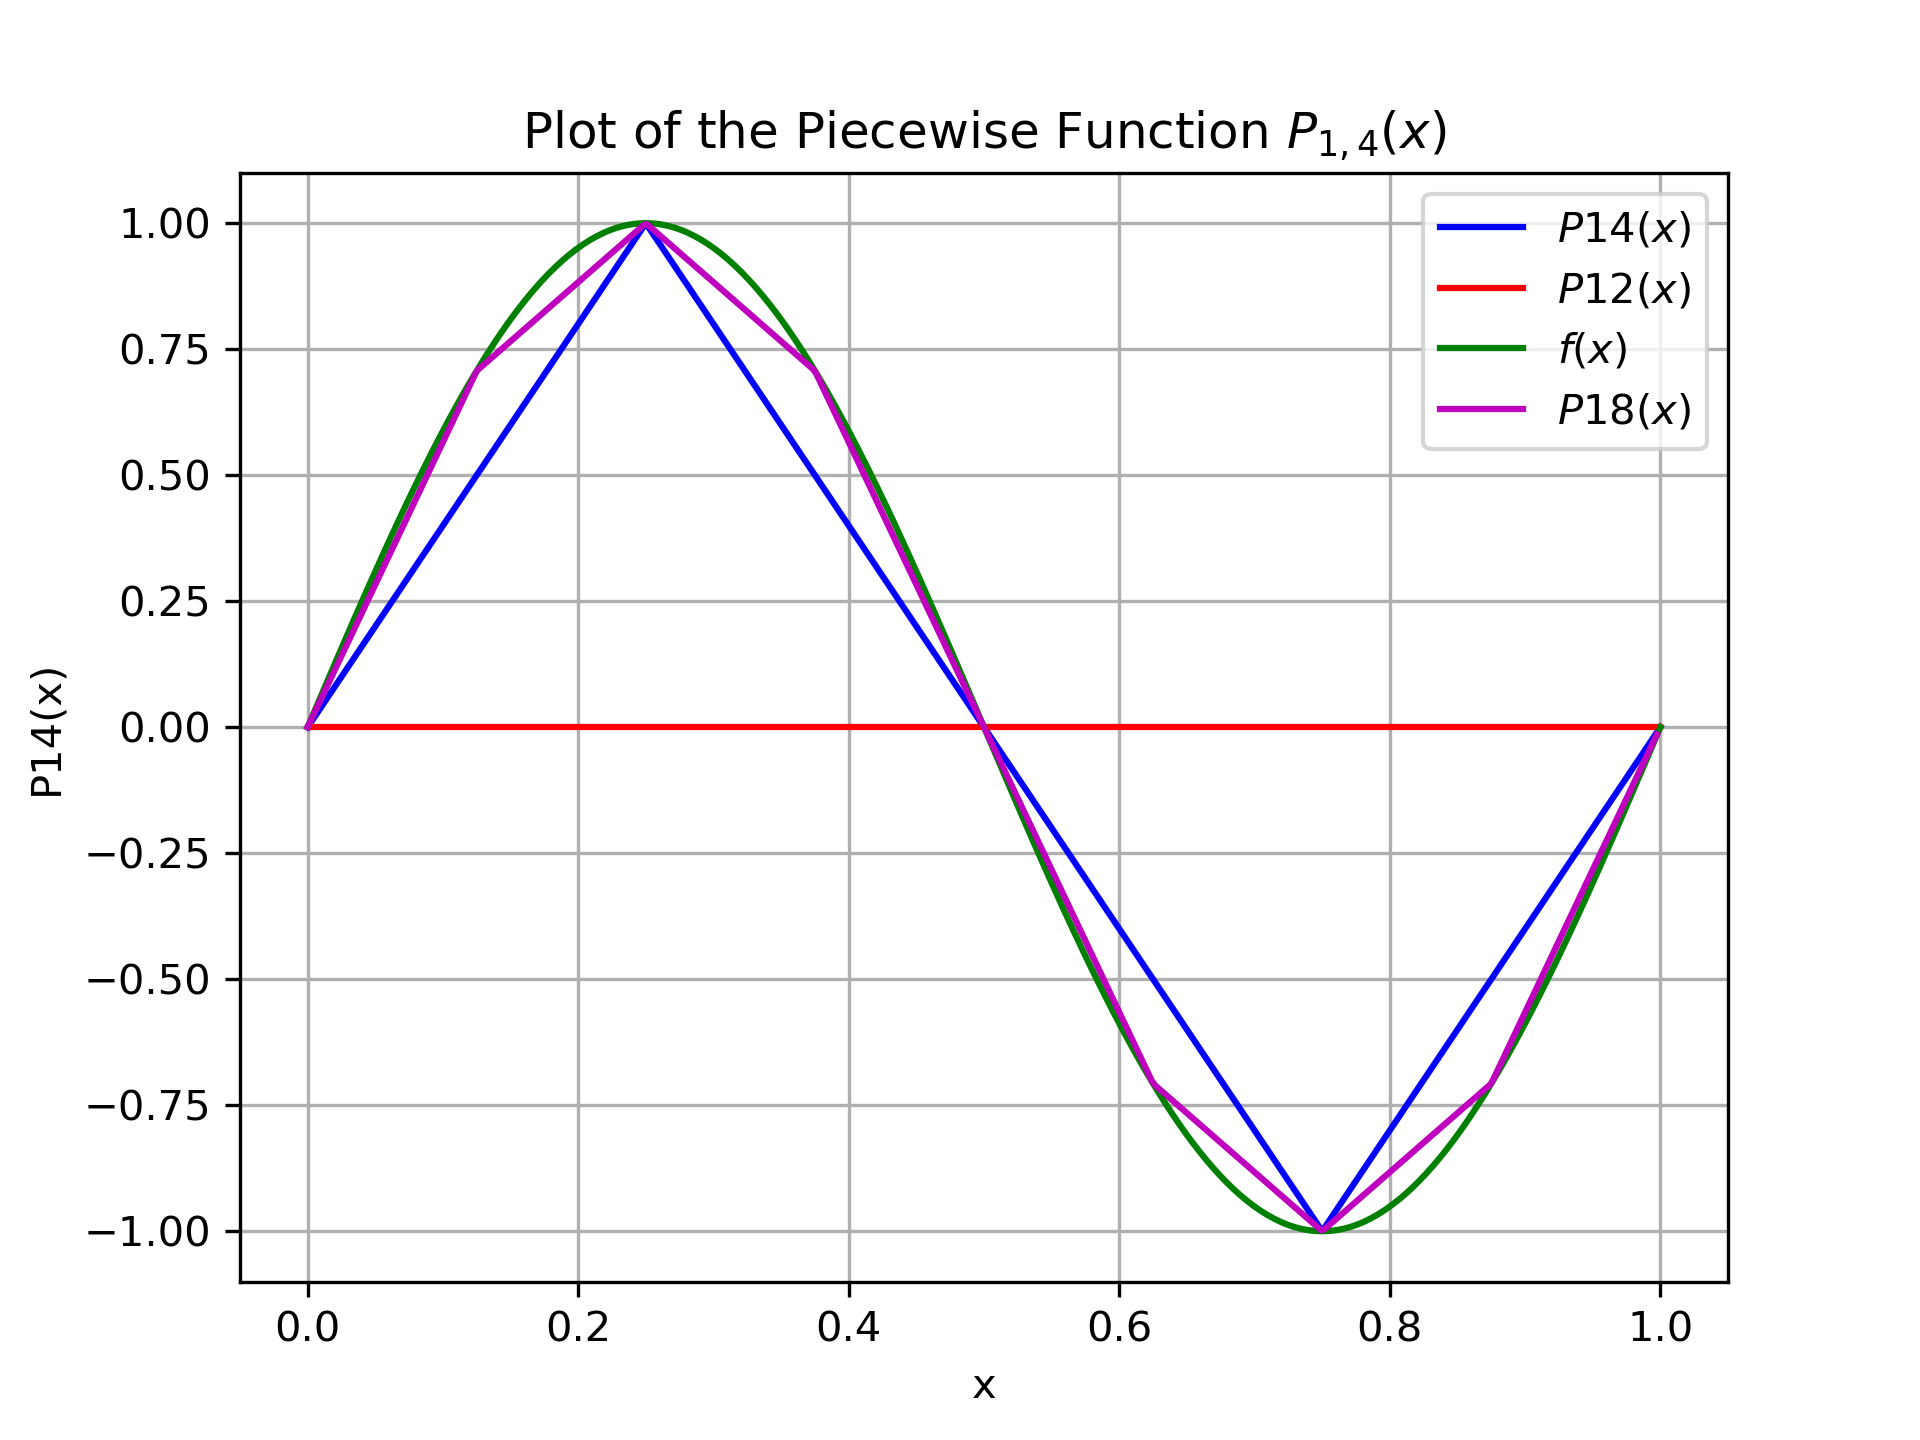 Plot of the Piecewise Function $P_{1,4}(x)$
P14(x)
1.00
0.75
0.50
0.25
0.00
−0.25
−0.50
−0.75
−1.00
P14(x)
P12(x)
f(x)
P18(x)
0.0 0.2 0.4 0.6 0.8 1.0
x